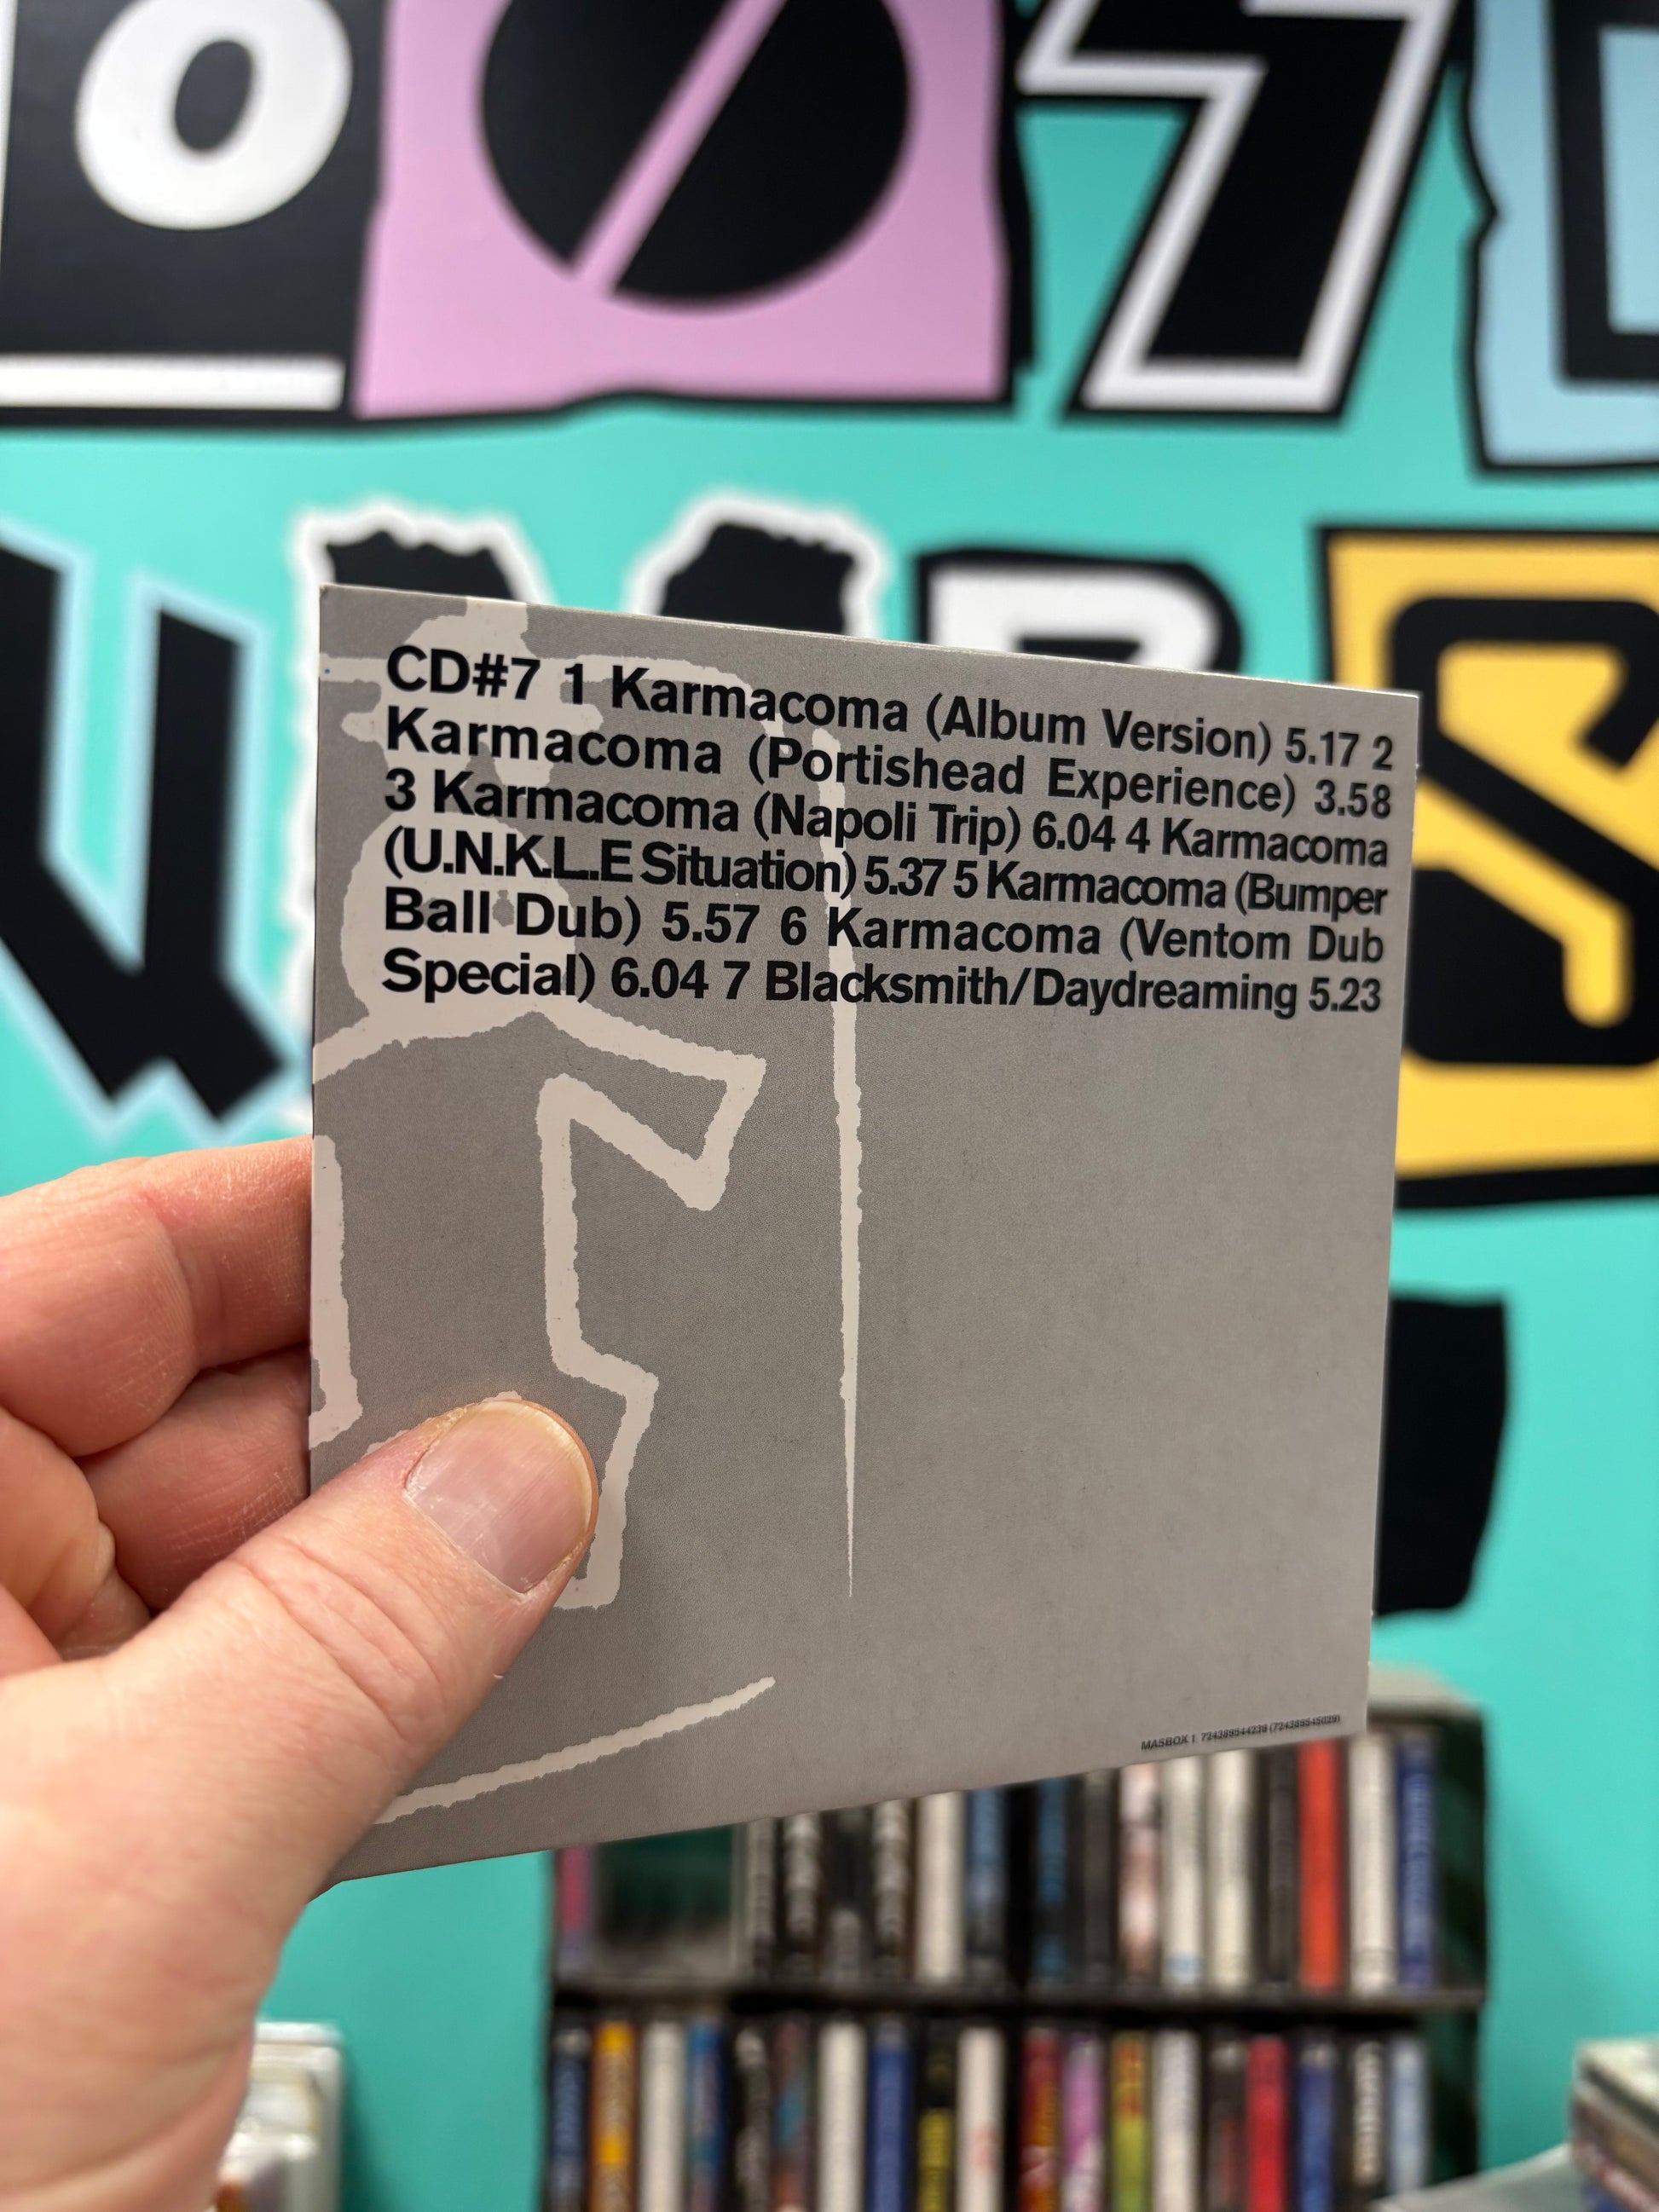 CD#7 1 Karmacoma (Album Version) 5.17 2
Karmacoma (Portishead Experience) 3.58
3 Karmacoma (Napoli Trip) 6.04 4 Karmacoma
(U.N.K.L.E Situation) 5.37 5 Karmacoma (Bumper
Ball Dub) 5.57 6 Karmacoma (Ventom Dub
Special) 6.04 7 Blacksmith/Daydreaming 5.23
MASBOX 1